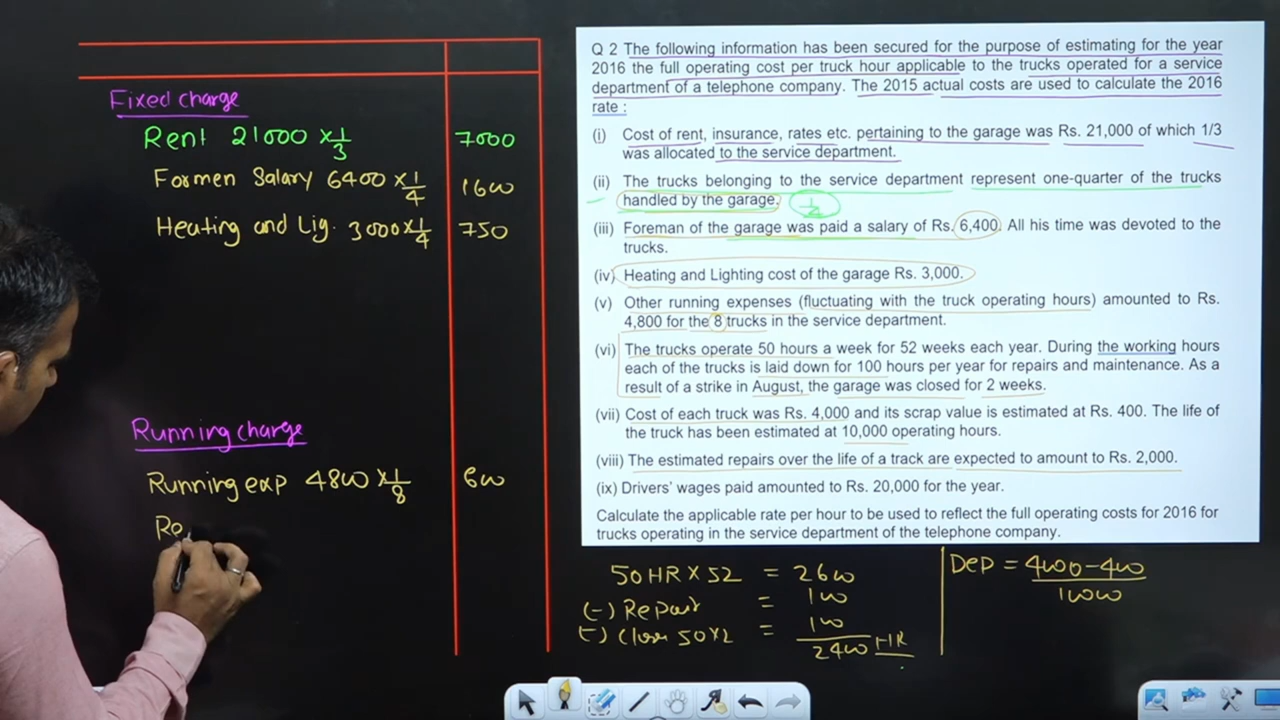 Fixed charge
Rent 21000 × 1/3 7000
Formen Salary 6400 × 1/4 1600
Heating and Lig. 3000 × 1/4 750
Running charge
Running exp 4800 × 1/8 600
Re
Q 2 The following information has been secured for the purpose of estimating for the year
2016 the full operating cost per truck hour applicable to the trucks operated for a service
department of a telephone company. The 2015 actual costs are used to calculate the 2016
rate :
(i) Cost of rent, insurance, rates etc. pertaining to the garage was Rs. 21,000 of which 1/3
was allocated to the service department.
(ii) The trucks belonging to the service department represent one-quarter of the trucks
handled by the garage.
(iii) Foreman of the garage was paid a salary of Rs. 6,400. All his time was devoted to the
trucks.
(iv) Heating and Lighting cost of the garage Rs. 3,000.
(v) Other running expenses (fluctuating with the truck operating hours) amounted to Rs.
4,800 for the 8 trucks in the service department.
(vi) The trucks operate 50 hours a week for 52 weeks each year. During the working hours
each of the trucks is laid down for 100 hours per year for repairs and maintenance. As a
result of a strike in August, the garage was closed for 2 weeks.
(vii) Cost of each truck was Rs. 4,000 and its scrap value is estimated at Rs. 400. The life of
the truck has been estimated at 10,000 operating hours.
(viii) The estimated repairs over the life of a track are expected to amount to Rs. 2,000.
(ix) Drivers' wages paid amounted to Rs. 20,000 for the year.
Calculate the applicable rate per hour to be used to reflect the full operating costs for 2016 for
trucks operating in the service department of the telephone company.
50 HR × 52 = 2600
(-) Repair = 100
(-) Close 50×2 = 100
2400 HR
Dep = 4000-400
10000